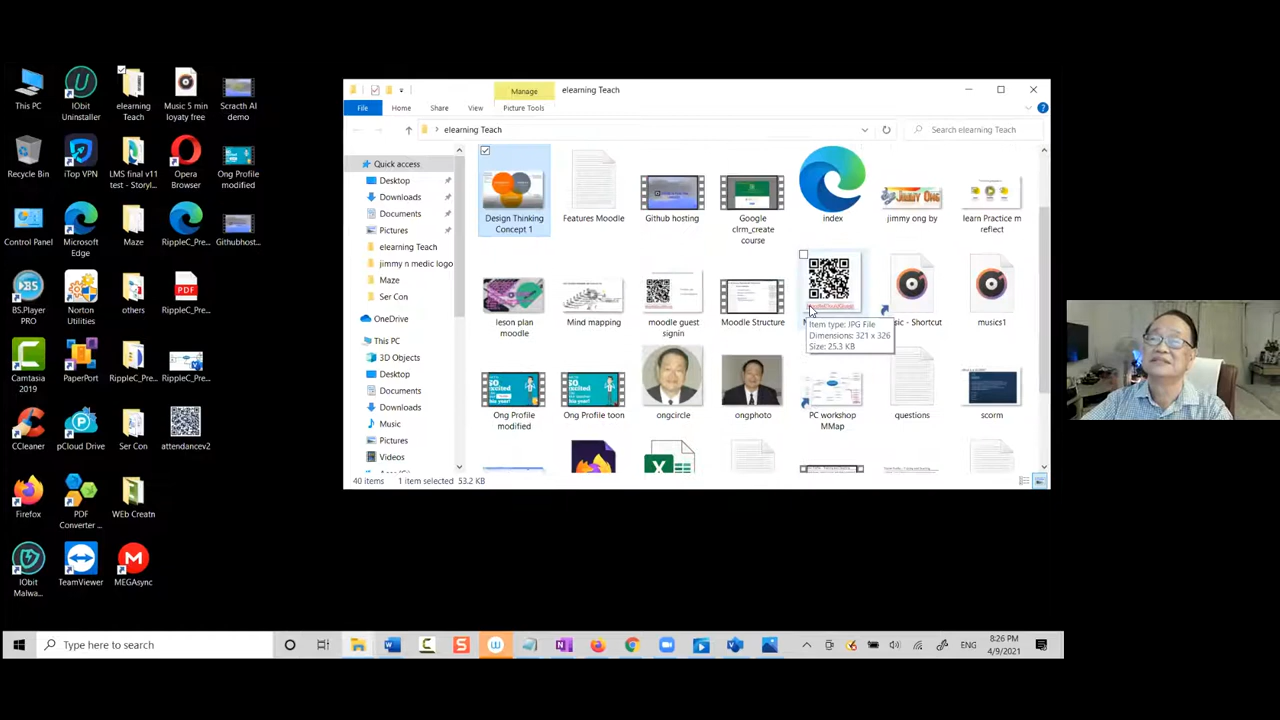 This PC
IObit
Uninstaller
elearning
Teach
Music 5 min
loyaty free
Scracth AI
demo
Recycle Bin
iTop VPN
LMS final v11
test - Storyl...
Opera
Browser
Ong Profile
modified
Control Panel
Microsoft
Edge
Maze
RippleC_Pre...
Githubhost...
BS.Player
PRO
Norton
Utilities
others
PDF
RippleC_Pre...
Camtasia
2019
PaperPort
RippleC_Pre...
RippleC_Pre...
CCleaner
pCloud Drive
Ser Con
attendancev2
Firefox
PDF
Converter ...
WEb Creatn
IObit
Malwa...
TeamViewer
MEGAsync
Manage
elearning Teach
File
Home
Share
View
Picture Tools
elearning Teach
Search elearning Teach
Quick access
Desktop
Downloads
Documents
Pictures
elearning Teach
jimmy n medic logo
Maze
Ser Con
OneDrive
This PC
3D Objects
Desktop
Documents
Downloads
Music
Pictures
Videos
Design Thinking
Concept 1
Features Moodle
Github hosting
Google
clrm_create
course
index
jimmy ong by
learn Practice m
reflect
leson plan
moodle
Mind mapping
moodle guest
signin
Moodle Structure
- Shortcut
musics1
Item type: JPG File
Dimensions: 321 x 326
Size: 25.3 KB
Ong Profile
modified
Ong Profile toon
ongcircle
ongphoto
PC workshop
MMap
questions
scorm
40 items
1 item selected 53.2 KB
Type here to search
ENG
8:26 PM
4/9/2021